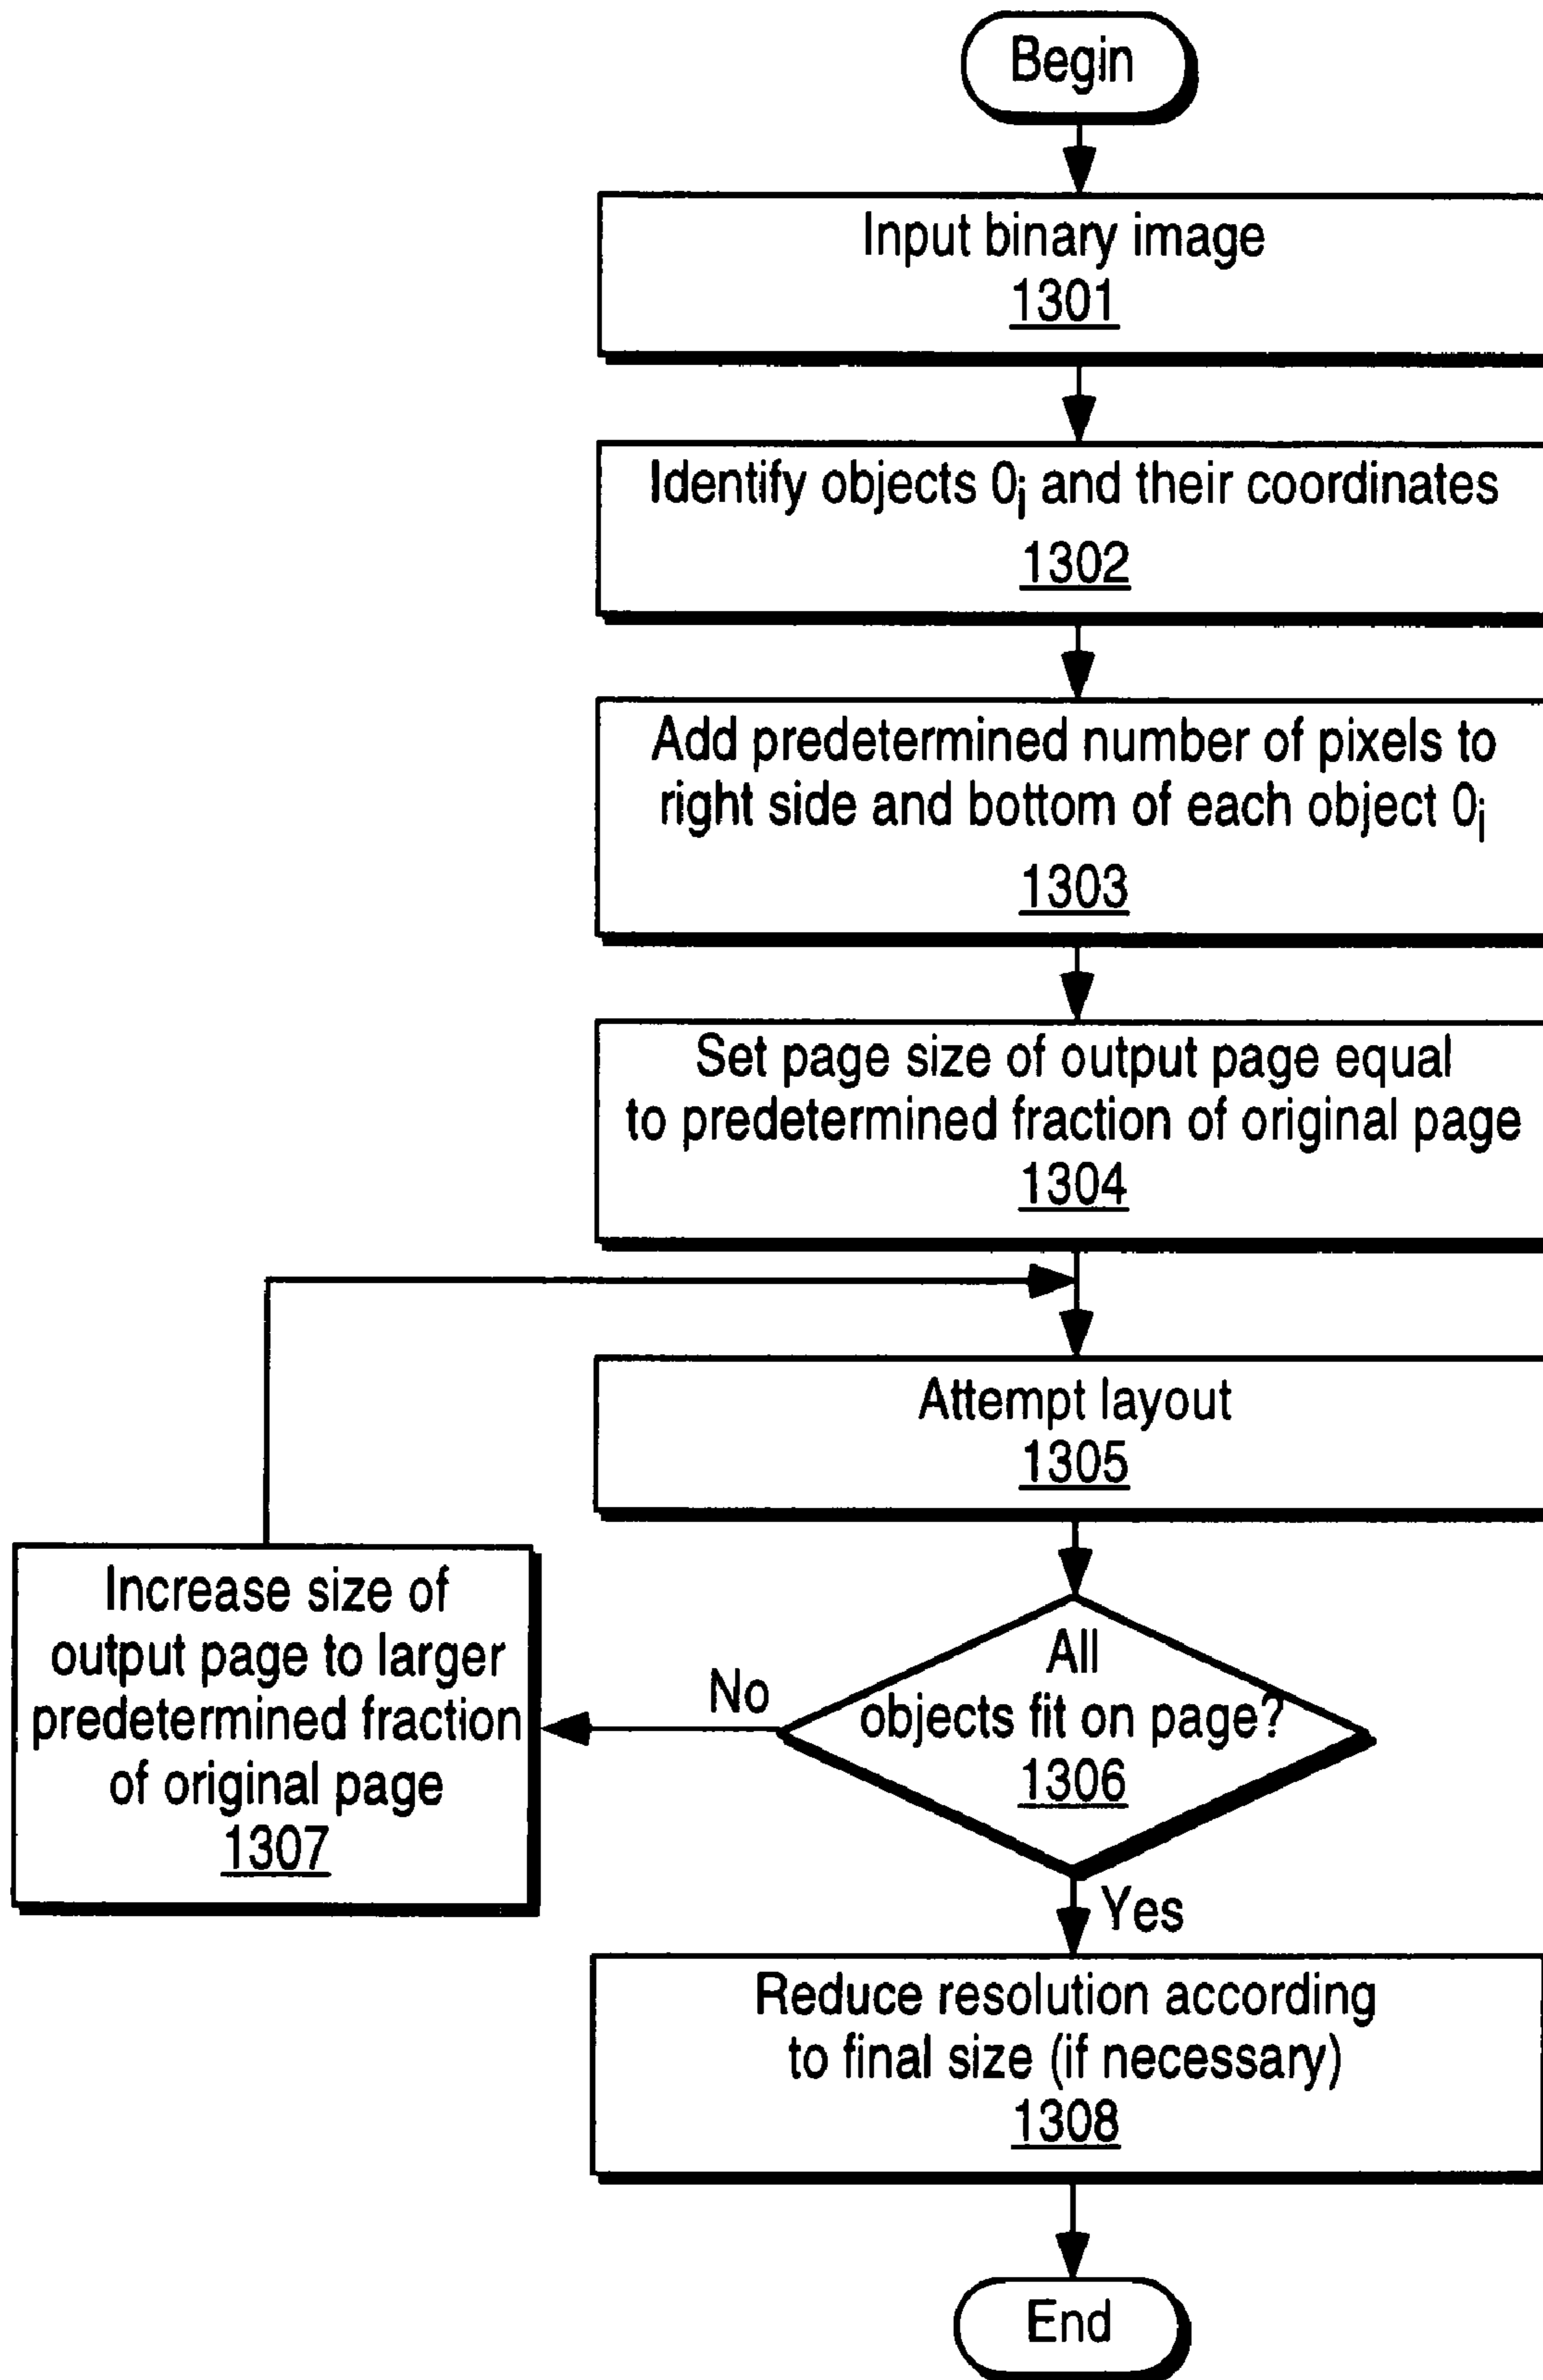 Begin
Input binary image
1301
Identify objects 0i and their coordinates
1302
Add predetermined number of pixels to
right side and bottom of each object 0i
1303
Set page size of output page equal
to predetermined fraction of original page
1304
Attempt layout
1305
Increase size of
output page to larger
predetermined fraction
of original page
1307
No
All
objects fit on page?
1306
Yes
Reduce resolution according
to final size (if necessary)
1308
End